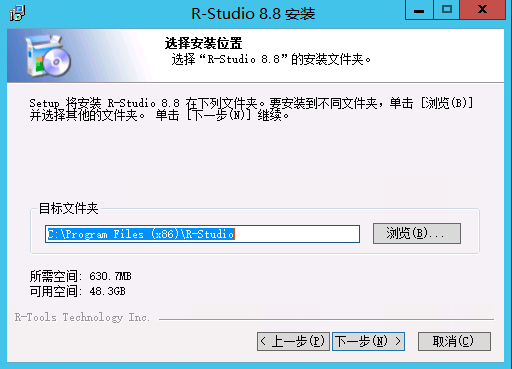 R-Studio 8.8 安装
选择安装位置
选择“R-Studio 8.8”的安装文件夹。
Setup 将安装 R-Studio 8.8 在下列文件夹。要安装到不同文件夹，单击 [浏览(B)]
并选择其他的文件夹。 单击 [下一步(N)] 继续。
目标文件夹
C:\Program Files (x86)\R-Studio
浏览(B)...
所需空间: 630.7MB
可用空间: 48.3GB
R-Tools Technology Inc.
< 上一步(P)
下一步(N) >
取消(C)